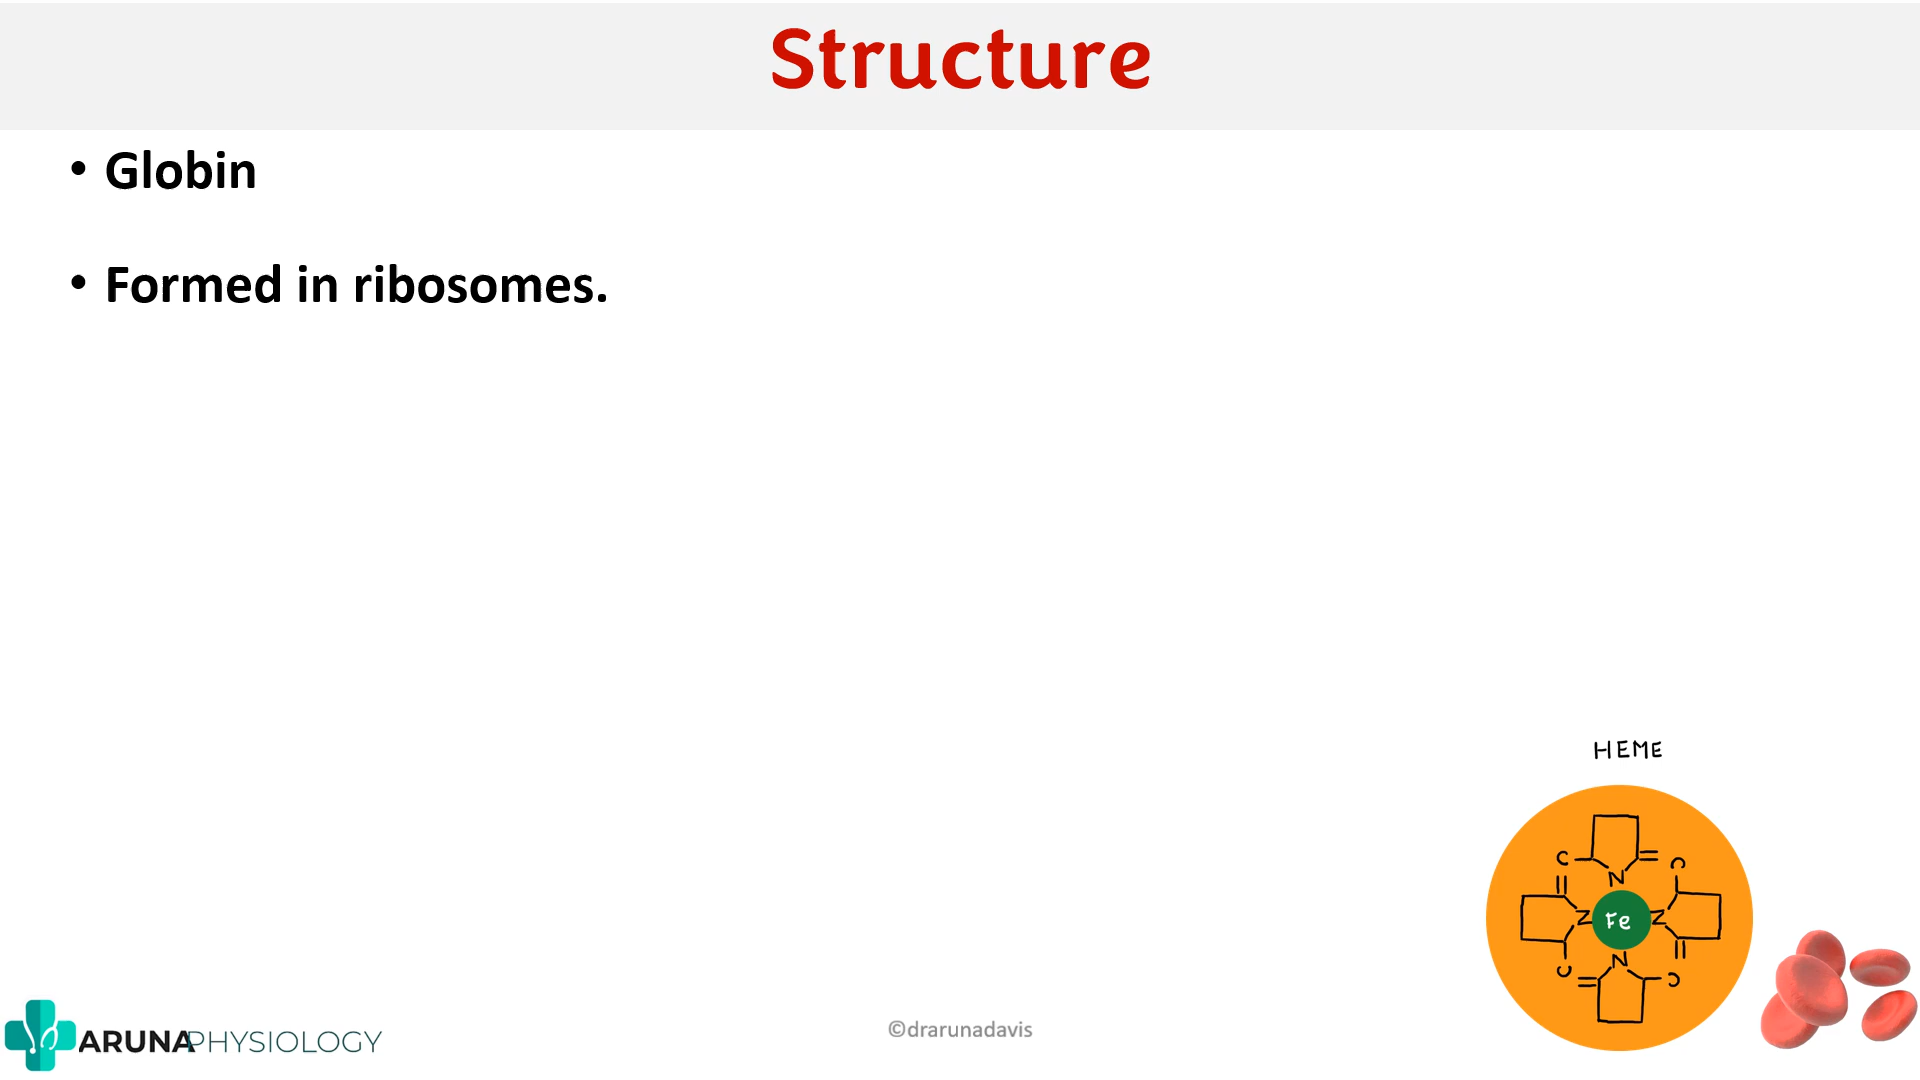 Structure
• Globin
• Formed in ribosomes.
HEME
C
C
N
N
Fe
N
N
C
C
ARUNAPHYSIOLOGY
©drarunadavis